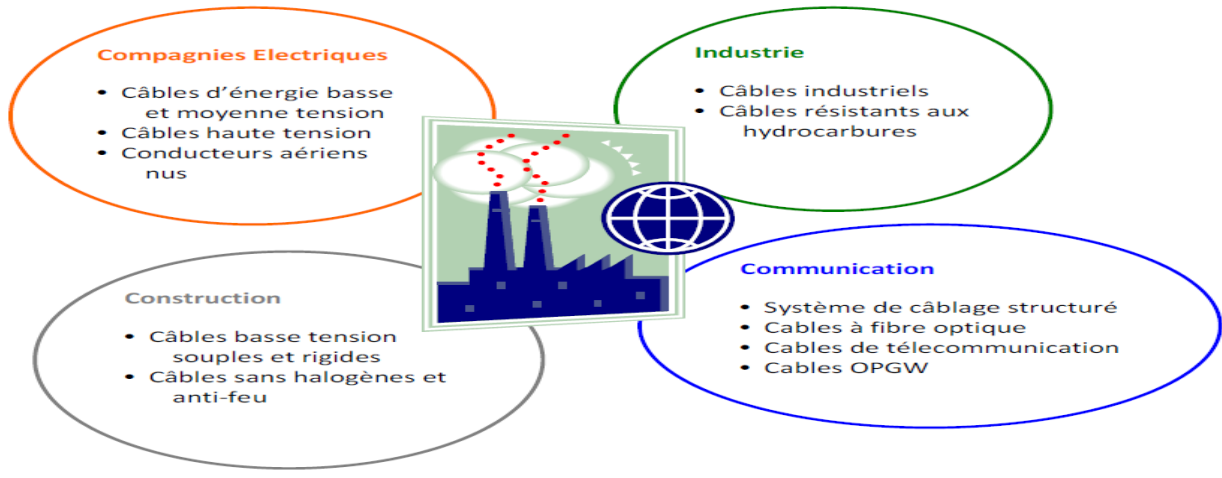 Compagnies Electriques
• Câbles d’énergie basse
et moyenne tension
• Câbles haute tension
• Conducteurs aériens
nus
Industrie
• Câbles industriels
• Câbles résistants aux
hydrocarbures
Construction
• Câbles basse tension
souples et rigides
• Câbles sans halogènes et
anti-feu
Communication
• Système de câblage structuré
• Cables à fibre optique
• Cables de télecommunication
• Cables OPGW